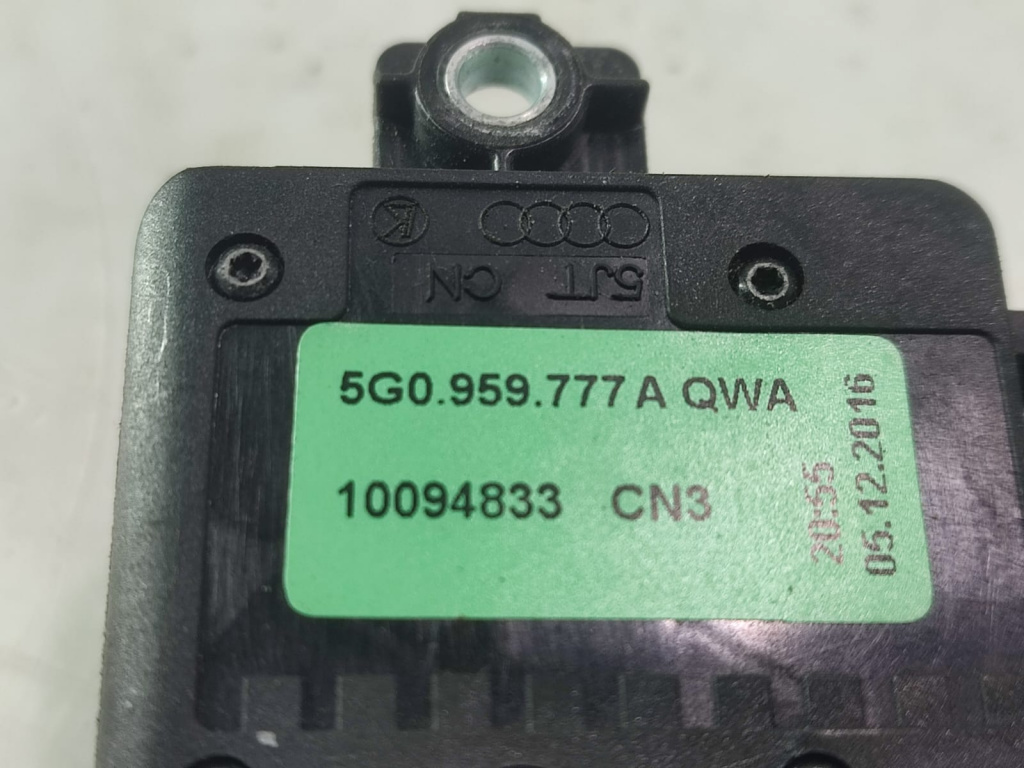 K
5JT CN
5G0.959.777 A QWA
10094833 CN3
20:55
05.12.2016